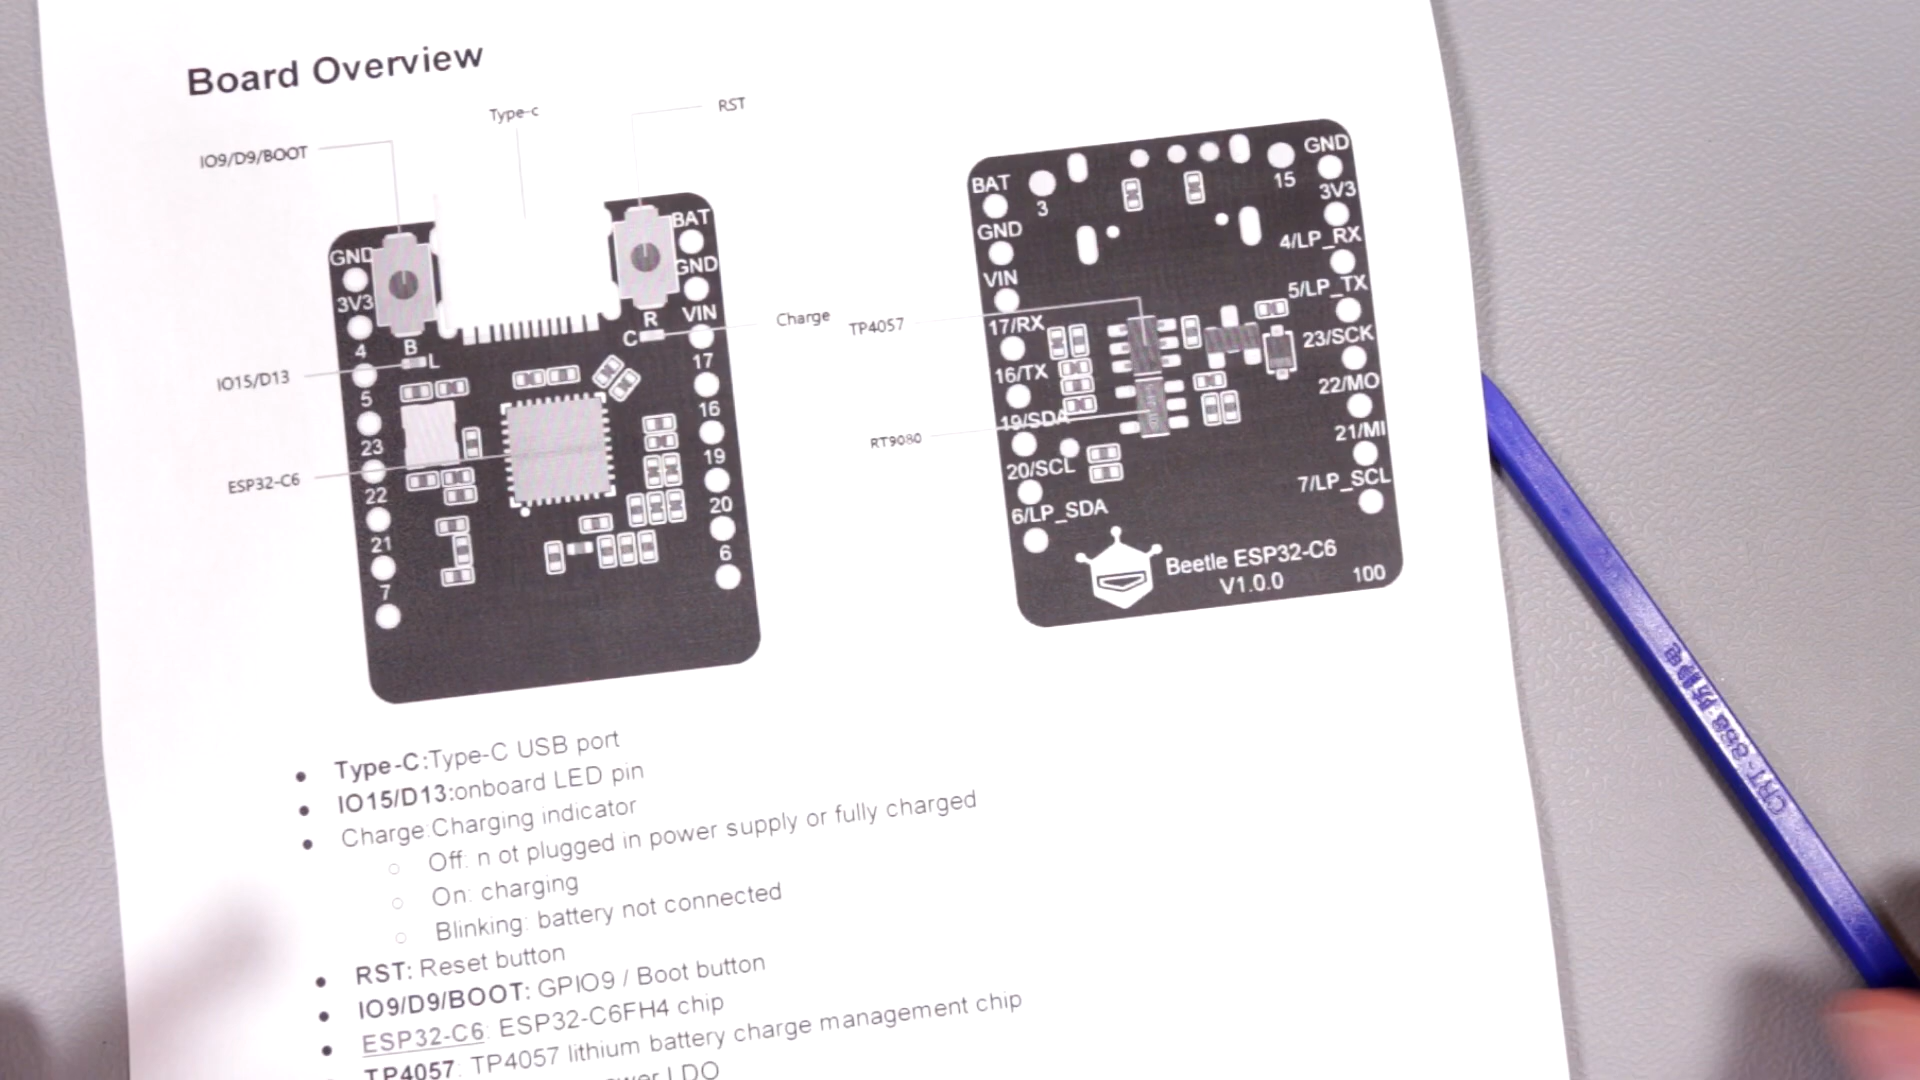 Board Overview
Type-c
RST
IO9/D9/BOOT
GND
BAT
3V3
GND
4
B
L
R
C
VIN
Charge
IO15/D13
5
17
23
16
ESP32-C6
22
19
21
20
7
6
BAT
3
15
GND
GND
3V3
VIN
4/LP_RX
TP4057
17/RX
5/LP_TX
16/TX
23/SCK
19/SDA
22/MO
RT9080
20/SCL
21/MI
6/LP_SDA
7/LP_SCL
Beetle ESP32-C6
V1.0.0
100
Type-C:Type-C USB port
IO15/D13:onboard LED pin
Charge:Charging indicator
Off: n ot plugged in power supply or fully charged
On: charging
Blinking: battery not connected
RST: Reset button
IO9/D9/BOOT: GPIO9 / Boot button
ESP32-C6: ESP32-C6FH4 chip
TP4057: TP4057 lithium battery charge management chip
LDO